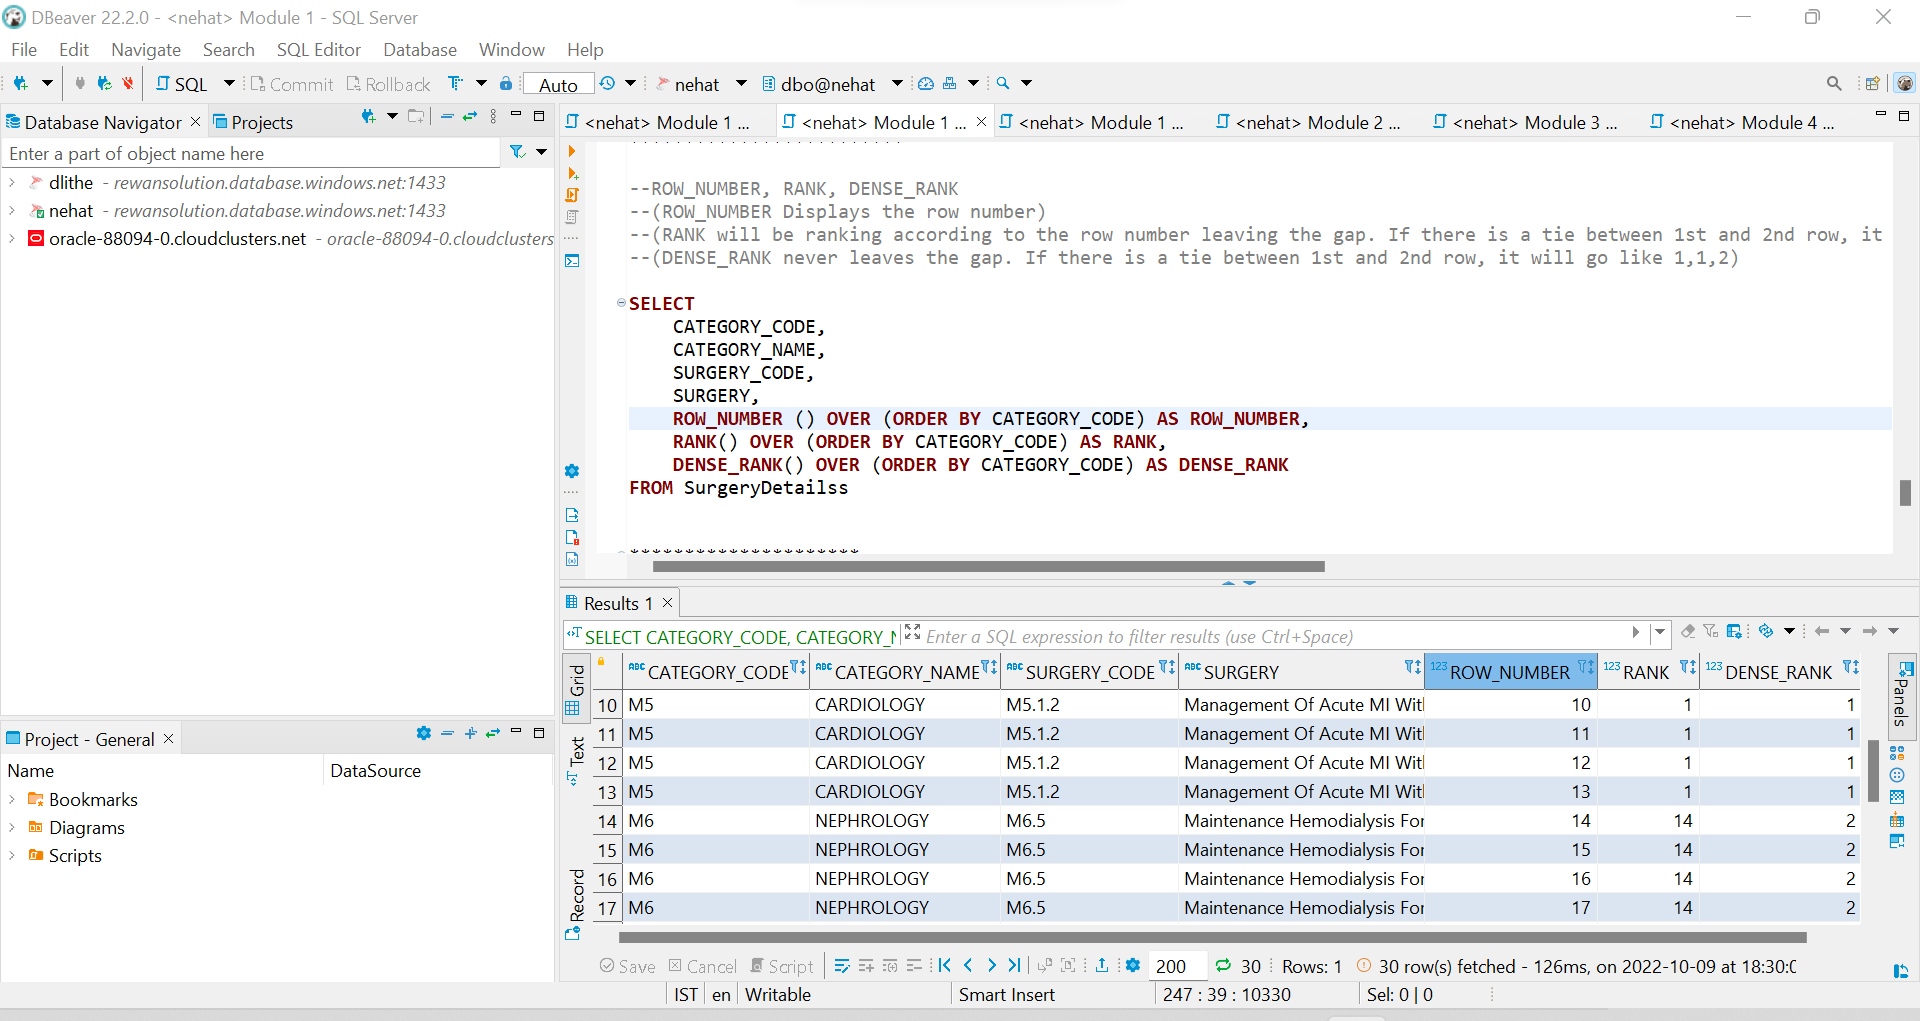 DBeaver 22.2.0 - <nehat> Module 1 - SQL Server
File Edit Navigate Search SQL Editor Database Window Help
SQL Commit Rollback Auto nehat dbo@nehat
Database Navigator Projects
Enter a part of object name here
dlithe - rewansolution.database.windows.net:1433
nehat - rewansolution.database.windows.net:1433
oracle-88094-0.cloudclusters.net - oracle-88094-0.cloudclusters
Project - General
Name DataSource
Bookmarks
Diagrams
Scripts
<nehat> Module 1 ... <nehat> Module 1 ... <nehat> Module 1 ... <nehat> Module 2 ... <nehat> Module 3 ... <nehat> Module 4 ...
--ROW_NUMBER, RANK, DENSE_RANK
--(ROW_NUMBER Displays the row number)
--(RANK will be ranking according to the row number leaving the gap. If there is a tie between 1st and 2nd row, it
--(DENSE_RANK never leaves the gap. If there is a tie between 1st and 2nd row, it will go like 1,1,2)
SELECT
CATEGORY_CODE,
CATEGORY_NAME,
SURGERY_CODE,
SURGERY,
ROW_NUMBER () OVER (ORDER BY CATEGORY_CODE) AS ROW_NUMBER,
RANK() OVER (ORDER BY CATEGORY_CODE) AS RANK,
DENSE_RANK() OVER (ORDER BY CATEGORY_CODE) AS DENSE_RANK
FROM SurgeryDetailss
*********************
Results 1
SELECT CATEGORY_CODE, CATEGORY_N Enter a SQL expression to filter results (use Ctrl+Space)
Grid
Text
Record
Panels
ABC CATEGORY_CODE ABC CATEGORY_NAME ABC SURGERY_CODE ABC SURGERY 123 ROW_NUMBER 123 RANK 123 DENSE_RANK
10 M5 CARDIOLOGY M5.1.2 Management Of Acute MI Wit 10 1 1
11 M5 CARDIOLOGY M5.1.2 Management Of Acute MI Wit 11 1 1
12 M5 CARDIOLOGY M5.1.2 Management Of Acute MI Wit 12 1 1
13 M5 CARDIOLOGY M5.1.2 Management Of Acute MI Wit 13 1 1
14 M6 NEPHROLOGY M6.5 Maintenance Hemodialysis For 14 14 2
15 M6 NEPHROLOGY M6.5 Maintenance Hemodialysis For 15 14 2
16 M6 NEPHROLOGY M6.5 Maintenance Hemodialysis For 16 14 2
17 M6 NEPHROLOGY M6.5 Maintenance Hemodialysis For 17 14 2
Save Cancel Script 200 30 Rows: 1 30 row(s) fetched - 126ms, on 2022-10-09 at 18:30:0
IST en Writable Smart Insert 247 : 39 : 10330 Sel: 0 | 0